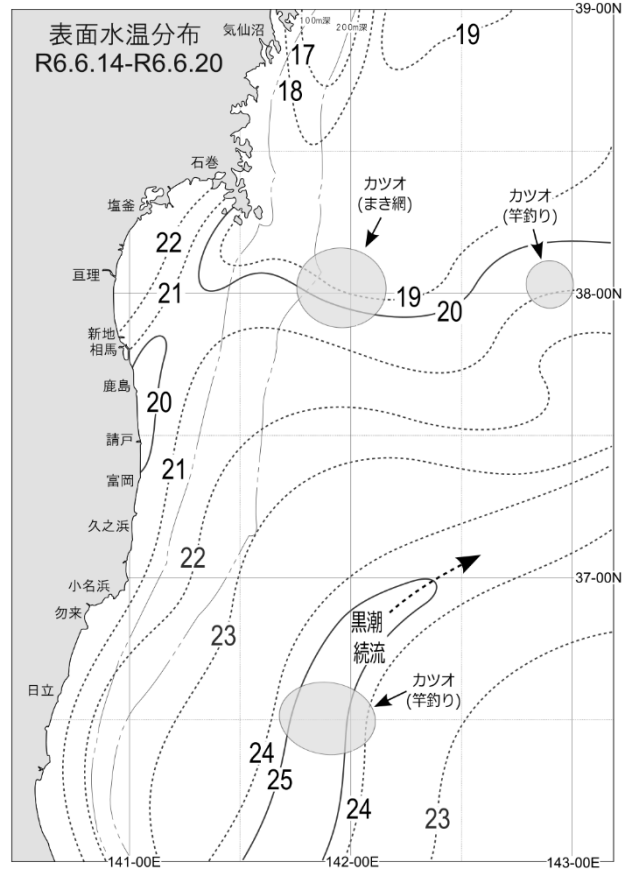 表面水温分布
R6.6.14-R6.6.20
気仙沼
100m深
200m深
39-00N
17
18
19
石巻
塩釜
カツオ
(まき網)
カツオ
(竿釣り)
22
亘理
21
19
20
38-00N
新地
相馬
鹿島
20
請戸
21
富岡
久之浜
22
小名浜
37-00N
勿来
黒潮
続流
23
カツオ
(竿釣り)
日立
24
25
24
23
141-00E
142-00E
143-00E